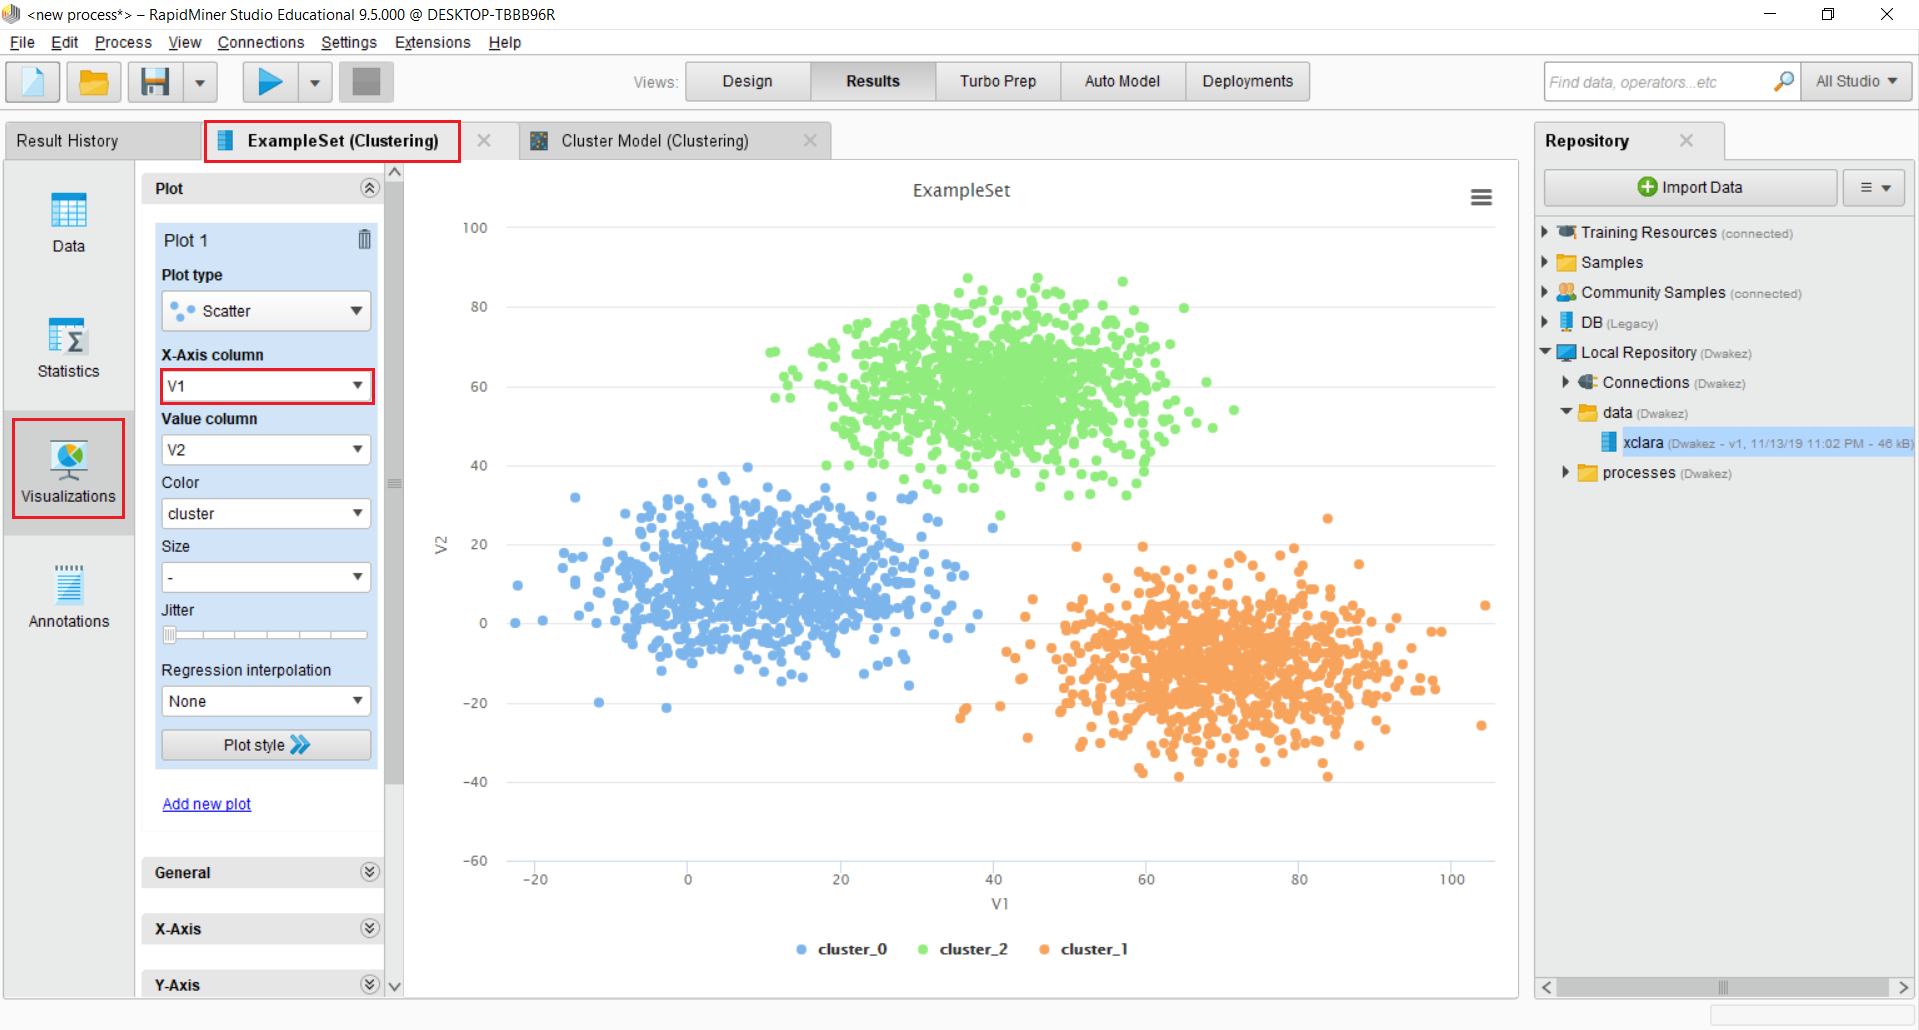 <new process*> – RapidMiner Studio Educational 9.5.000 @ DESKTOP-TBBB96R
File Edit Process View Connections Settings Extensions Help
Views: Design Results Turbo Prep Auto Model Deployments
Find data, operators...etc
All Studio
Result History
ExampleSet (Clustering)
Cluster Model (Clustering)
Data
Statistics
Visualizations
Annotations
Plot
Plot 1
Plot type
Scatter
X-Axis column
V1
Value column
V2
Color
cluster
Size
-
Jitter
Regression interpolation
None
Plot style
Add new plot
General
X-Axis
Y-Axis
ExampleSet
100
80
60
40
20
0
-20
-40
-60
V2
-20 0 20 40 60 80 100
V1
cluster_0 cluster_2 cluster_1
Repository
Import Data
Training Resources (connected)
Samples
Community Samples (connected)
DB (Legacy)
Local Repository (Dwakez)
Connections (Dwakez)
data (Dwakez)
xclara (Dwakez - v1, 11/13/19 11:02 PM - 46 kB)
processes (Dwakez)